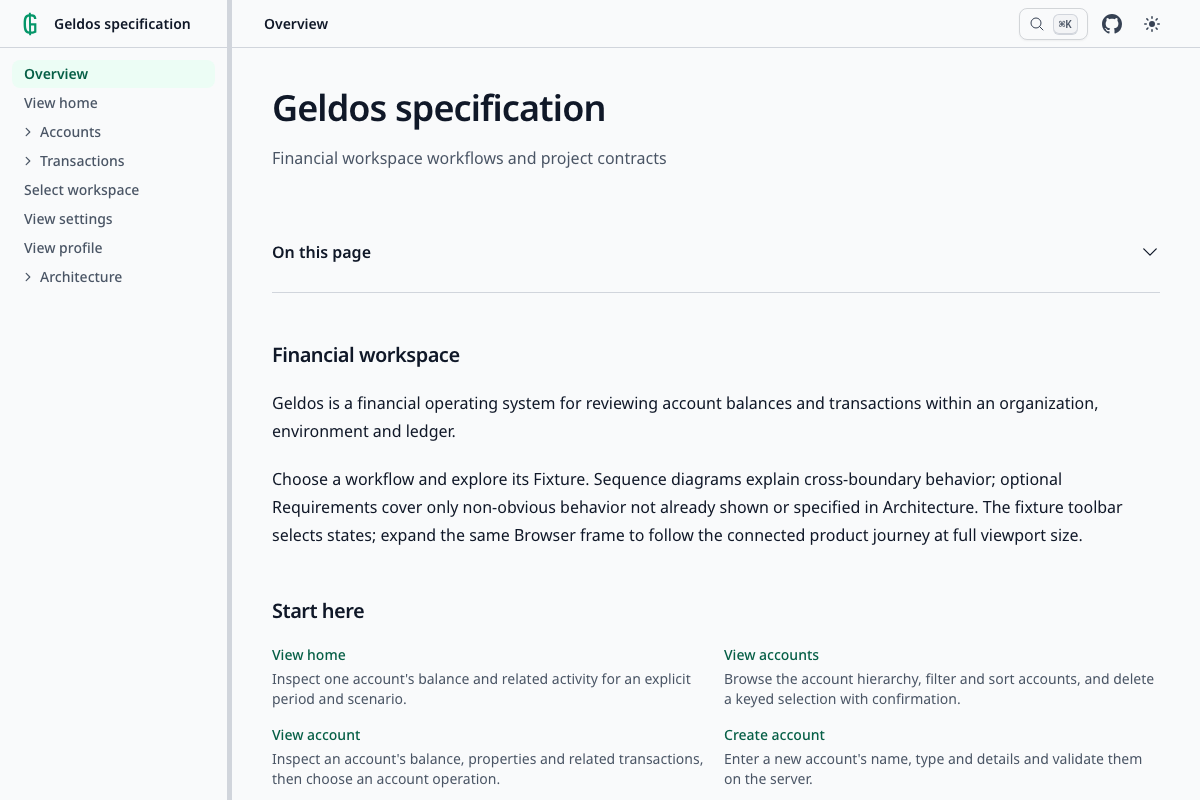 Geldos specification
Overview
⌘K
Overview
View home
Accounts
Transactions
Select workspace
View settings
View profile
Architecture
Geldos specification
Financial workspace workflows and project contracts
On this page
Financial workspace
Geldos is a financial operating system for reviewing account balances and transactions within an organization,
environment and ledger.
Choose a workflow and explore its Fixture. Sequence diagrams explain cross-boundary behavior; optional
Requirements cover only non-obvious behavior not already shown or specified in Architecture. The fixture toolbar
selects states; expand the same Browser frame to follow the connected product journey at full viewport size.
Start here
View home
Inspect one account's balance and related activity for an explicit
period and scenario.
View accounts
Browse the account hierarchy, filter and sort accounts, and delete
a keyed selection with confirmation.
View account
Inspect an account's balance, properties and related transactions,
then choose an account operation.
Create account
Enter a new account's name, type and details and validate them
on the server.